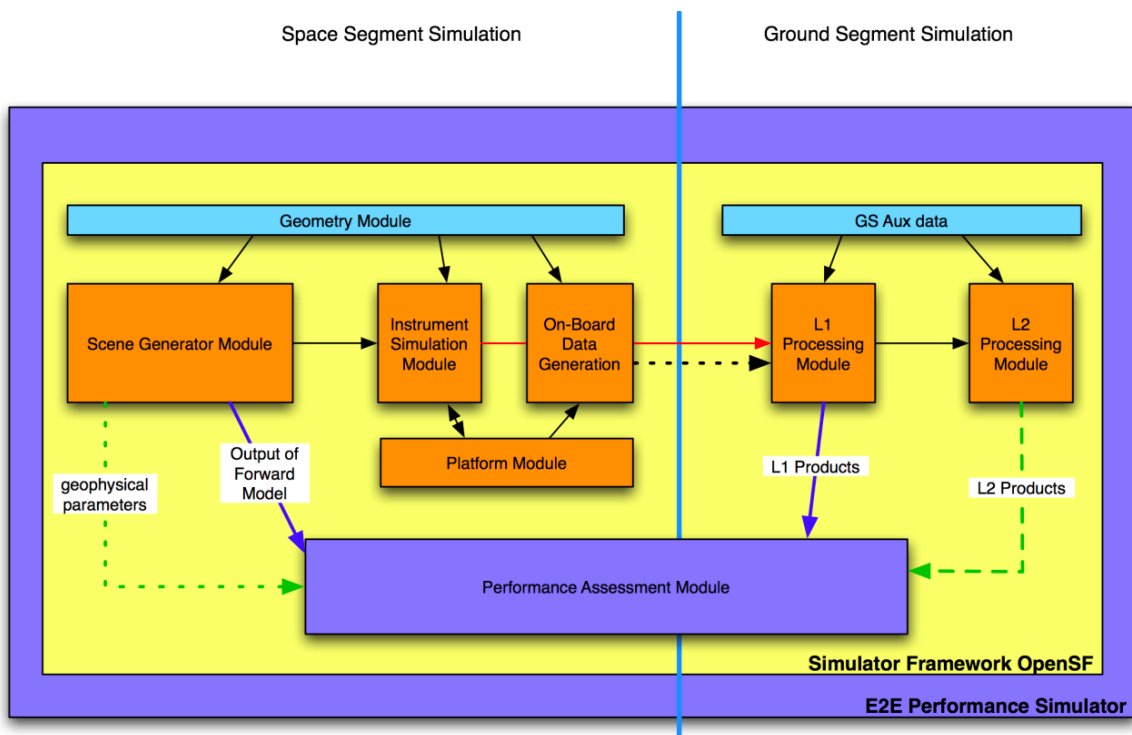 Space Segment Simulation
Ground Segment Simulation
Geometry Module
GS Aux data
Scene Generator Module
Instrument
Simulation
Module
On-Board
Data
Generation
L1
Processing
Module
L2
Processing
Module
Platform Module
Output of
Forward
Model
geophysical
parameters
L1 Products
L2 Products
Performance Assessment Module
Simulator Framework OpenSF
E2E Performance Simulator